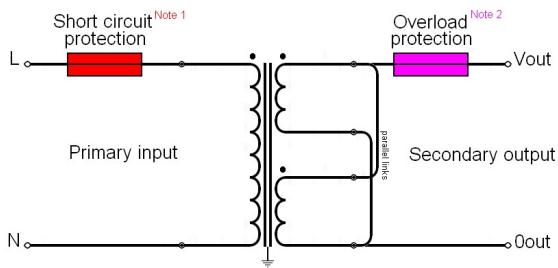 Short circuit Note 1
protection
Overload Note 2
protection
L
Vout
Primary input
parallel links
Secondary output
N
0out